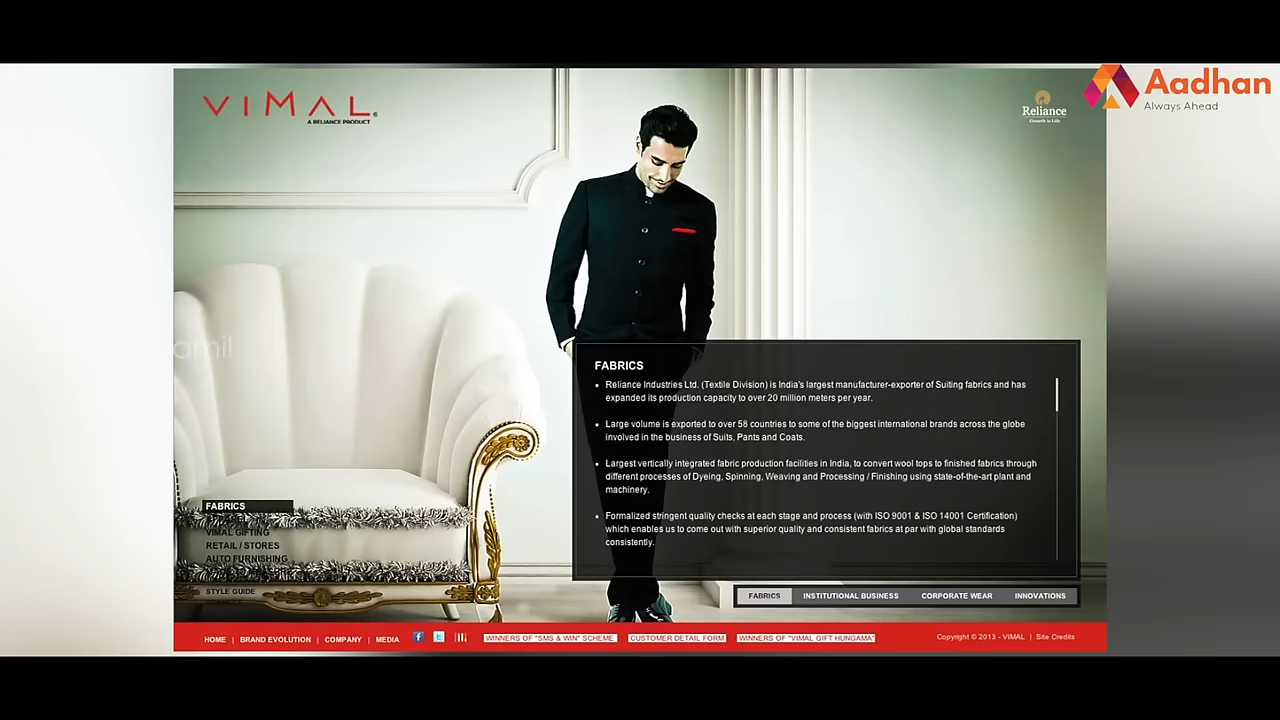 Aadhan
Always Ahead
VIMAL
A RELIANCE PRODUCT
Reliance
Growth is Life
amil
FABRICS
• Reliance Industries Ltd. (Textile Division) is India's largest manufacturer-exporter of Suiting fabrics and has
expanded its production capacity to over 20 million meters per year.
• Large volume is exported to over 58 countries to some of the biggest international brands across the globe
involved in the business of Suits, Pants and Coats.
• Largest vertically integrated fabric production facilities in India, to convert wool tops to finished fabrics through
different processes of Dyeing, Spinning, Weaving and Processing / Finishing using state-of-the-art plant and
machinery.
• Formalized stringent quality checks at each stage and process (with ISO 9001 & ISO 14001 Certification)
which enables us to come out with superior quality and consistent fabrics at par with global standards
consistently.
FABRICS
VIMAL GIFTING
RETAIL / STORES
AUTO FURNISHING
STYLE GUIDE
FABRICS INSTITUTIONAL BUSINESS CORPORATE WEAR INNOVATIONS
HOME | BRAND EVOLUTION | COMPANY | MEDIA WINNERS OF "SMS & WIN" SCHEME CUSTOMER DETAIL FORM WINNERS OF "VIMAL GIFT HUNGAMA" Copyright © 2013 - VIMAL | Site Credits